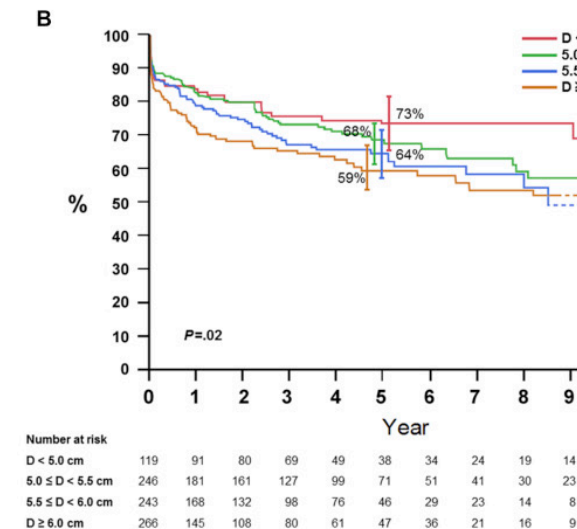 B
D
5.0
5.5
D ≥
100
90
80
70
60
50
40
30
20
10
0
%
73%
68%
64%
59%
P=.02
0 1 2 3 4 5 6 7 8 9
Year
Number at risk
D < 5.0 cm 119 91 80 69 49 38 34 24 19 14
5.0 ≤ D < 5.5 cm 246 181 161 127 99 71 51 41 30 23
5.5 ≤ D < 6.0 cm 243 168 132 98 76 46 29 23 14 8
D ≥ 6.0 cm 266 145 108 80 61 47 36 21 16 9